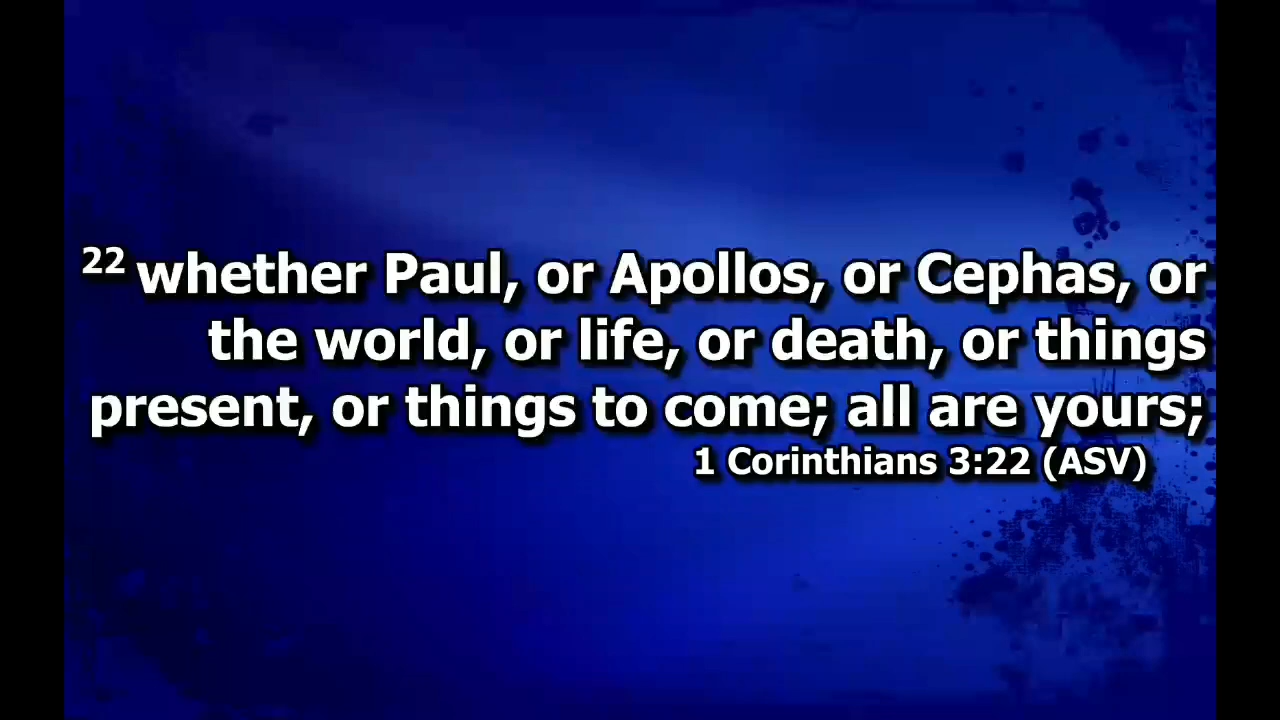 22 whether Paul, or Apollos, or Cephas, or
the world, or life, or death, or things
present, or things to come; all are yours;
1 Corinthians 3:22 (ASV)